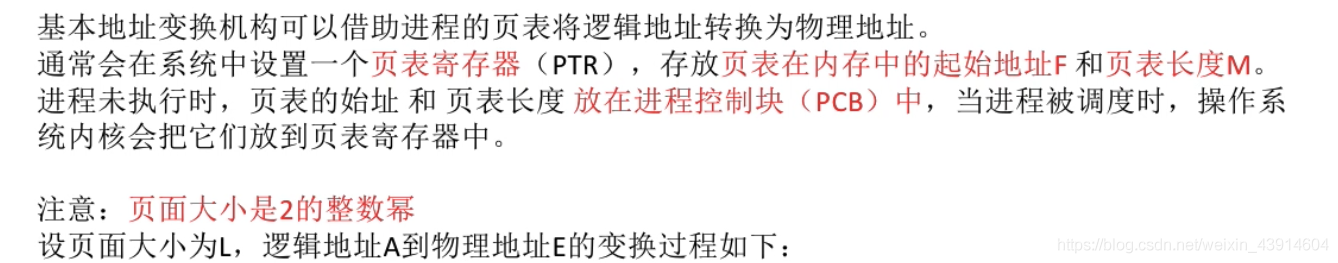 基本地址变换机构可以借助进程的页表将逻辑地址转换为物理地址。
通常会在系统中设置一个页表寄存器（PTR），存放页表在内存中的起始地址F 和页表长度M。
进程未执行时，页表的始址 和 页表长度 放在进程控制块（PCB）中，当进程被调度时，操作系
统内核会把它们放到页表寄存器中。
注意：页面大小是2的整数幂
设页面大小为L，逻辑地址A到物理地址E的变换过程如下：
https://blog.csdn.net/weixin_43914604